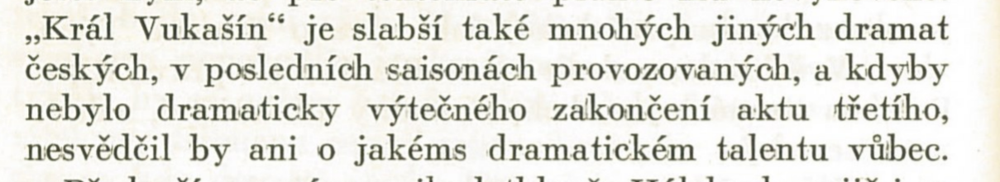 „Král Vukašín“ je slabší také mnohých jiných dramat
českých, v posledních saisonách provozovaných, a kdyby
nebylo dramaticky výtečného zakončení aktu třetího,
nesvědčil by ani o jakéms dramatickém talentu vůbec.